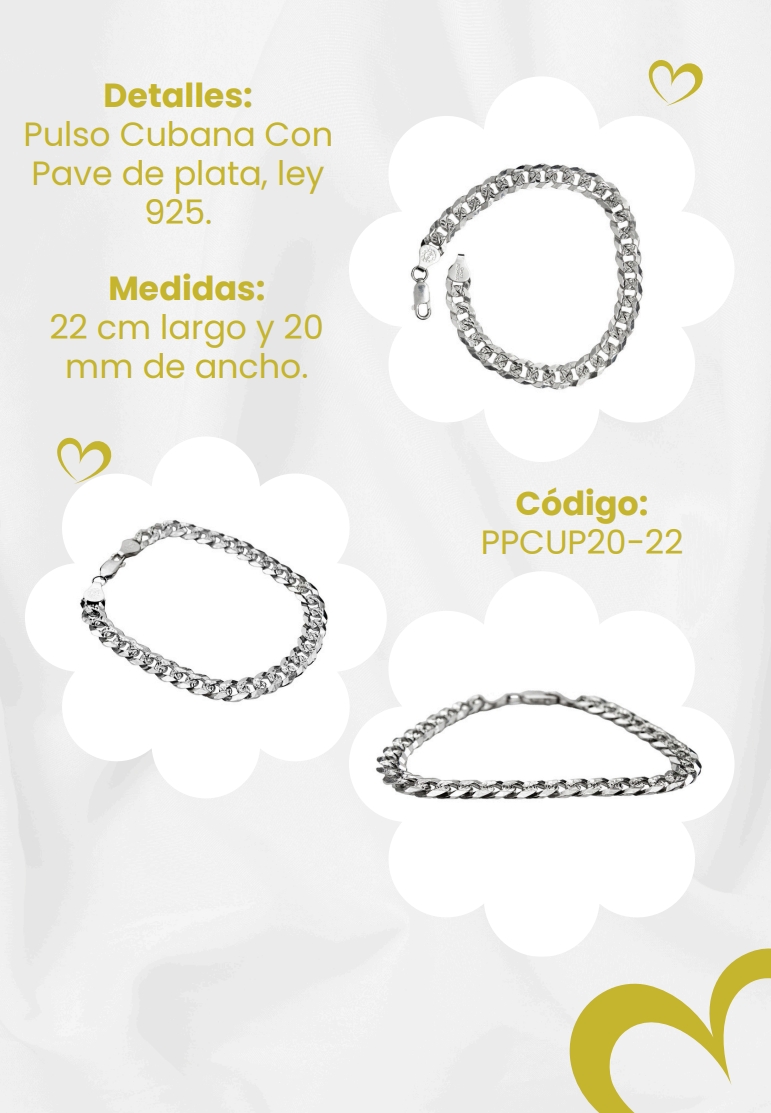 Detalles:
Pulso Cubana Con
Pave de plata, ley
925.
Medidas:
22 cm largo y 20
mm de ancho.
Código:
PPCUP20-22